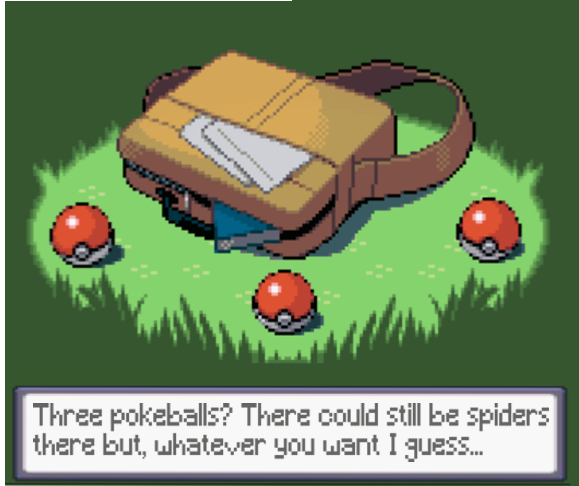 Three pokeballs? There could still be spiders
there but, whatever you want I guess...